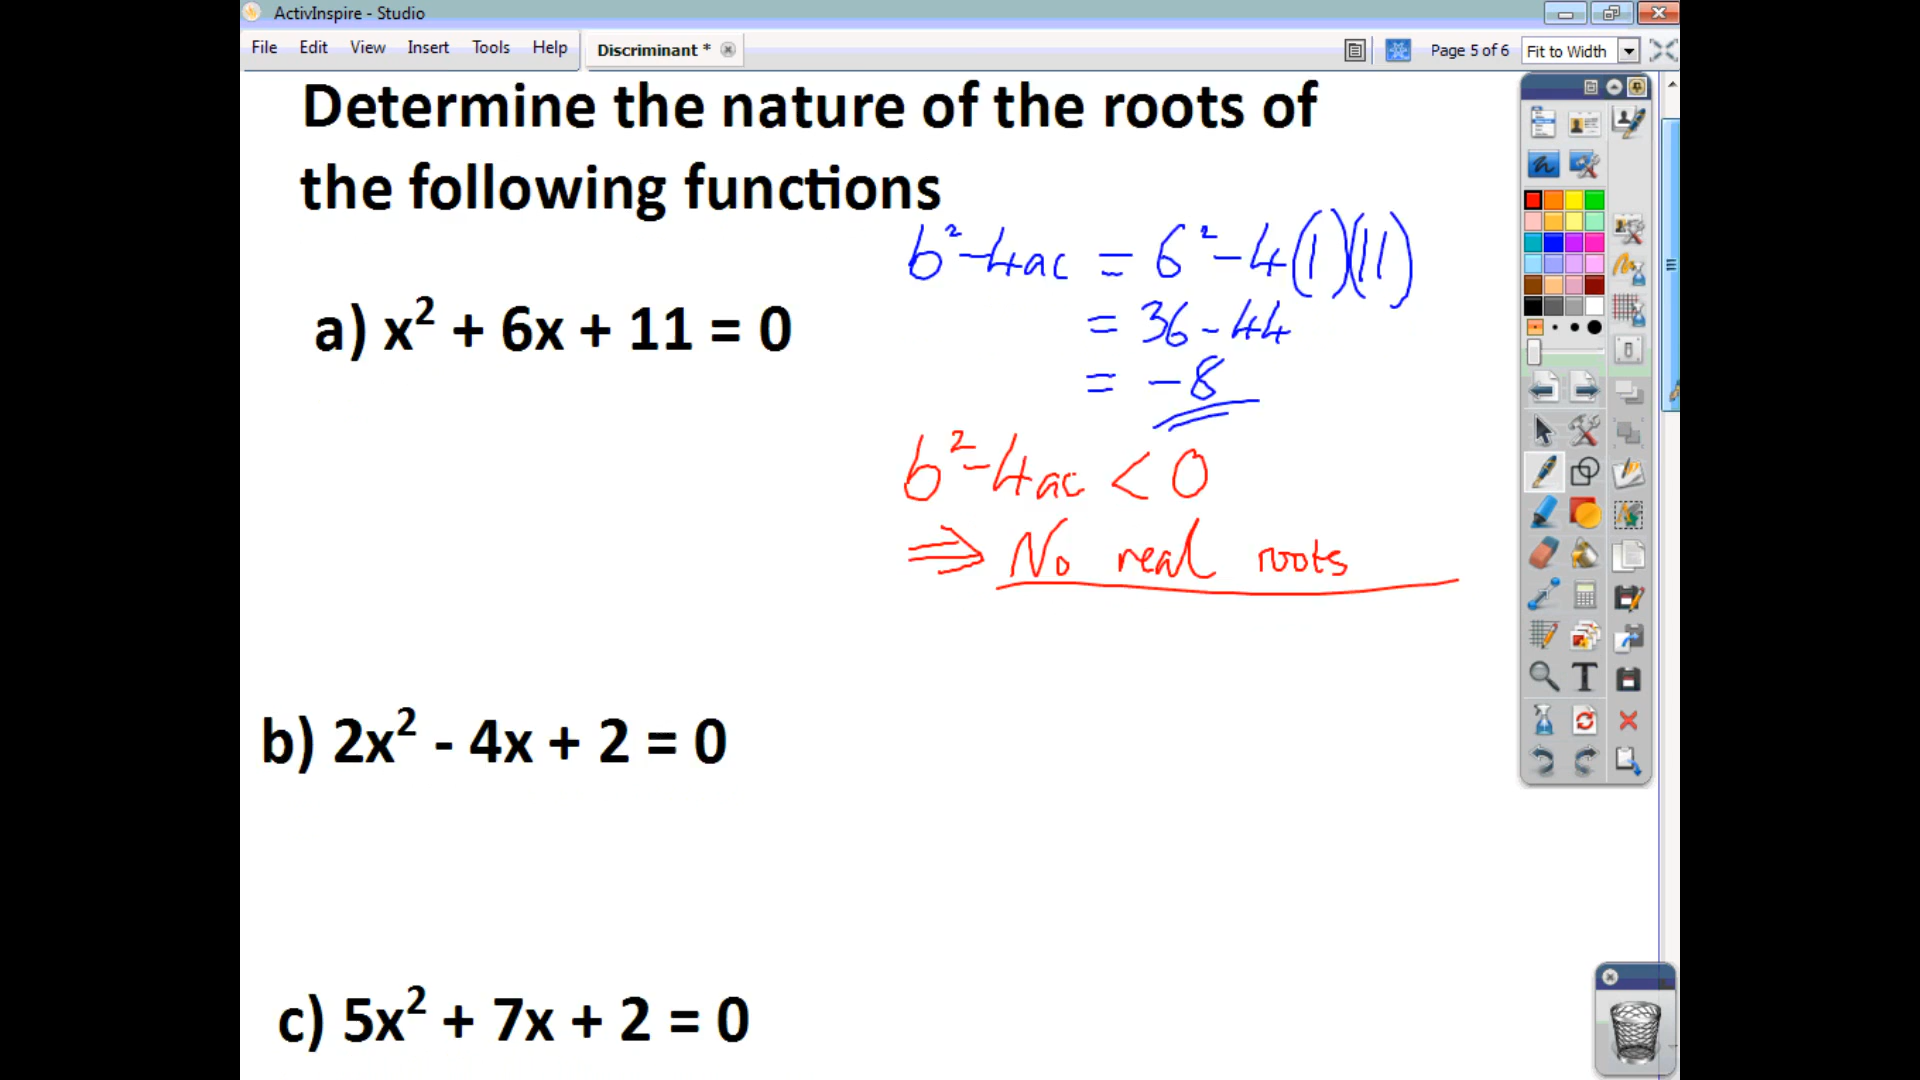 ActivInspire - Studio
File Edit View Insert Tools Help Discriminant * Page 5 of 6 Fit to Width
Determine the nature of the roots of
the following functions
b² - 4ac = 6² - 4(1)(11)
a) x² + 6x + 11 = 0
= 36 - 44
= -8
b² - 4ac < 0
⇒ No real roots
b) 2x² - 4x + 2 = 0
c) 5x² + 7x + 2 = 0